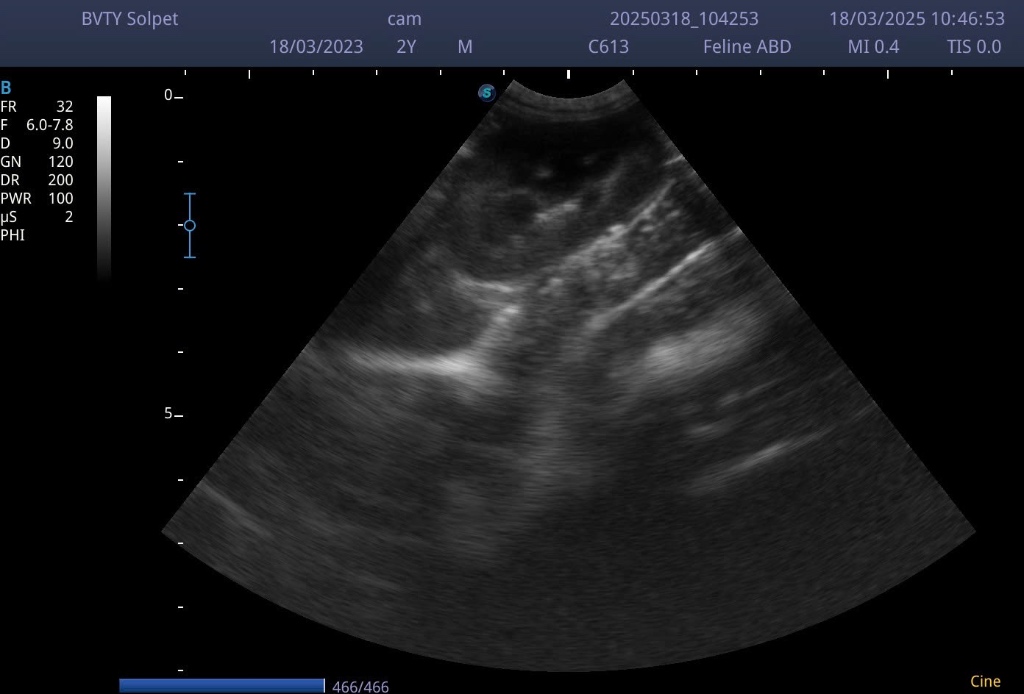 BVTY Solpet cam 20250318_104253 18/03/2025 10:46:53
18/03/2023 2Y M C613 Feline ABD MI 0.4 TIS 0.0
B
FR 32
F 6.0-7.8
D 9.0
GN 120
DR 200
PWR 100
µS 2
PHI
S
0
5
466/466
Cine